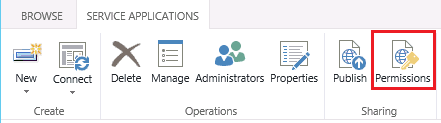 BROWSE SERVICE APPLICATIONS
New Connect Delete Manage Administrators Properties Publish Permissions
Create Operations Sharing